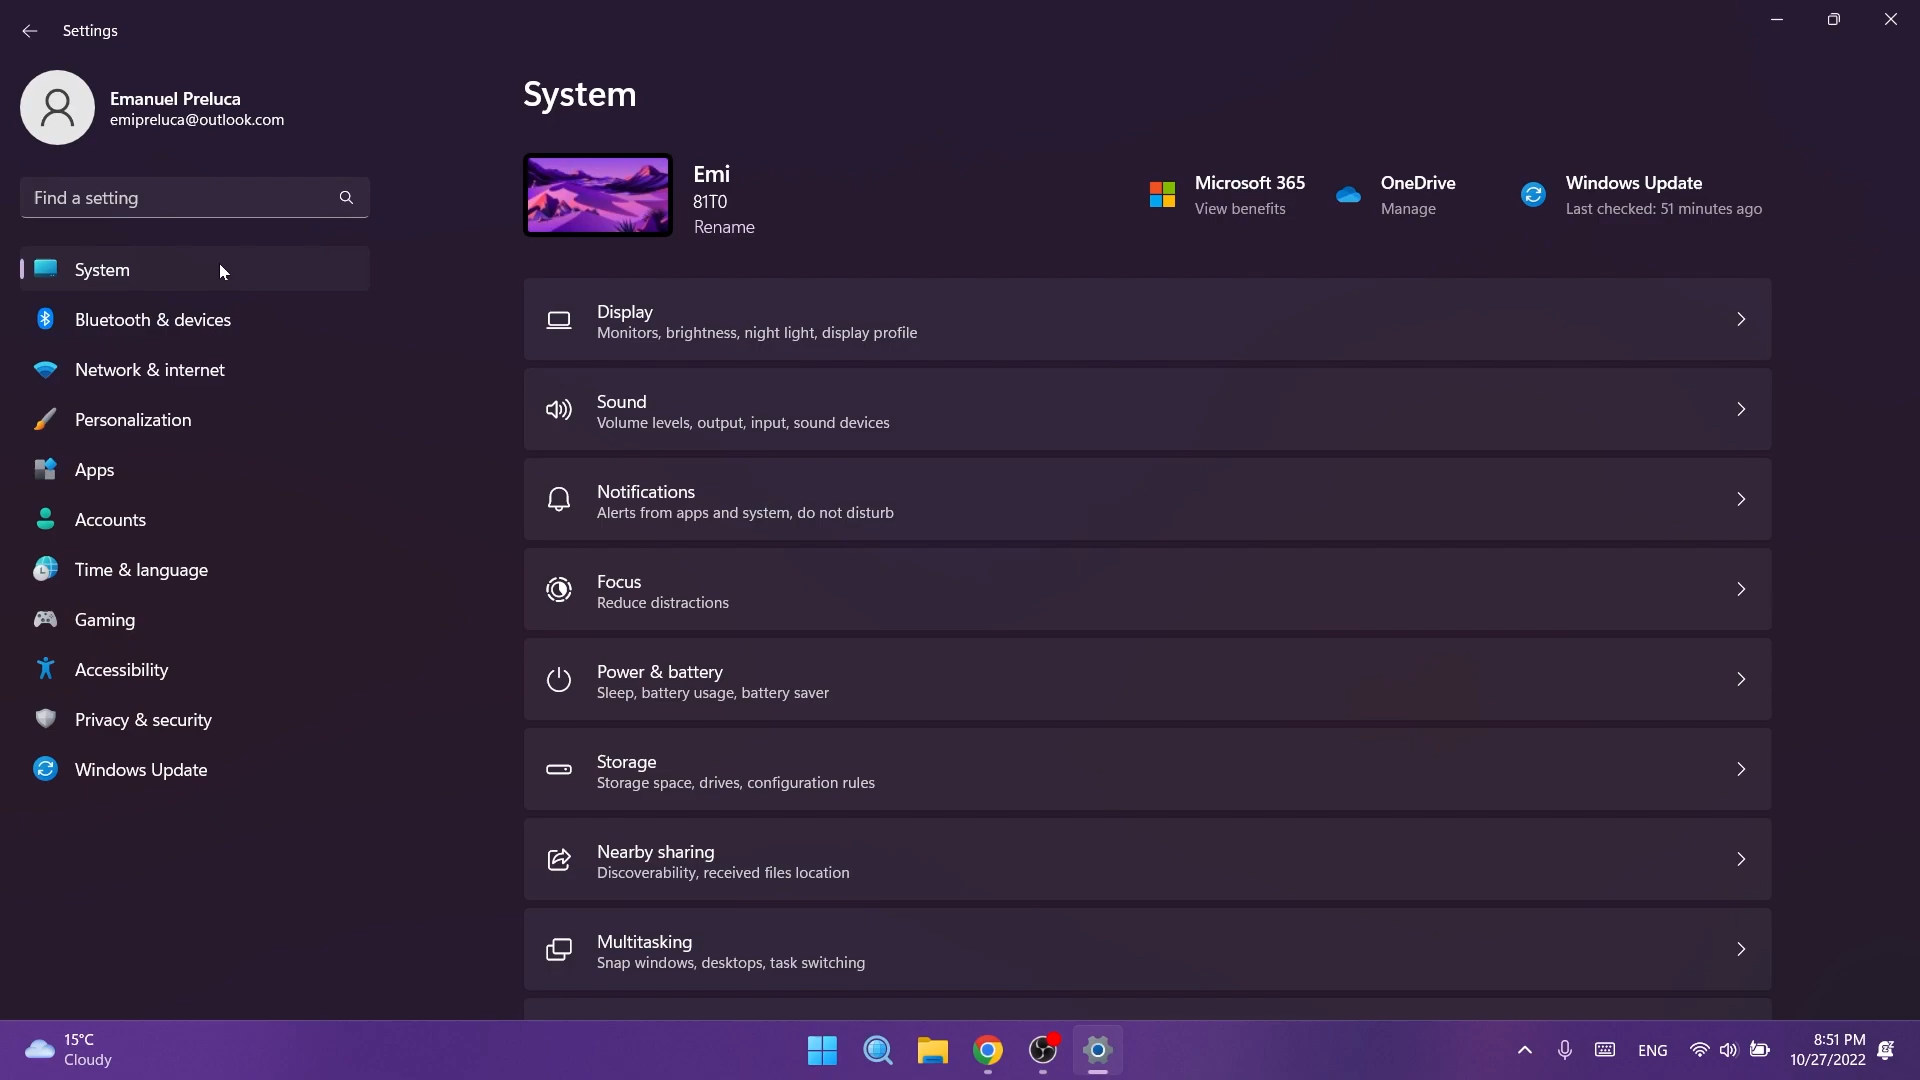 Settings
Emanuel Preluca
emipreluca@outlook.com
Find a setting
System
Bluetooth & devices
Network & internet
Personalization
Apps
Accounts
Time & language
Gaming
Accessibility
Privacy & security
Windows Update
System
Emi
81T0
Rename
Microsoft 365
View benefits
OneDrive
Manage
Windows Update
Last checked: 51 minutes ago
Display
Monitors, brightness, night light, display profile
Sound
Volume levels, output, input, sound devices
Notifications
Alerts from apps and system, do not disturb
Focus
Reduce distractions
Power & battery
Sleep, battery usage, battery saver
Storage
Storage space, drives, configuration rules
Nearby sharing
Discoverability, received files location
Multitasking
Snap windows, desktops, task switching
15°C
Cloudy
ENG
8:51 PM
10/27/2022